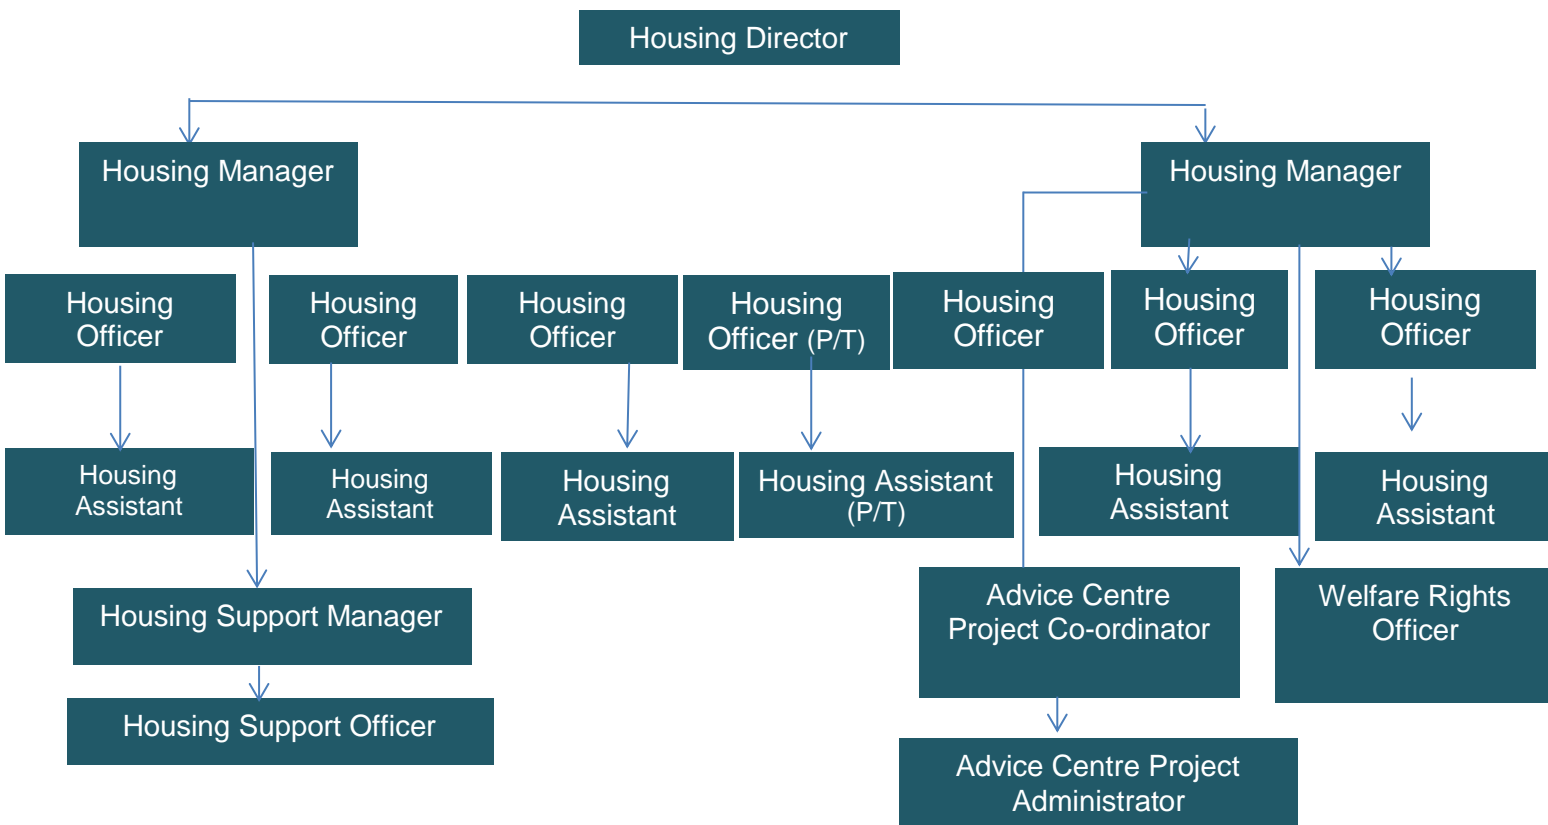 Housing Director
Housing Manager
Housing Manager
Housing
Officer
Housing
Officer
Housing
Officer
Housing
Officer (P/T)
Housing
Officer
Housing
Officer
Housing
Officer
Housing
Assistant
Housing
Assistant
Housing
Assistant
Housing Assistant
(P/T)
Housing
Assistant
Housing
Assistant
Housing Support Manager
Advice Centre
Project Co-ordinator
Welfare Rights
Officer
Housing Support Officer
Advice Centre Project
Administrator